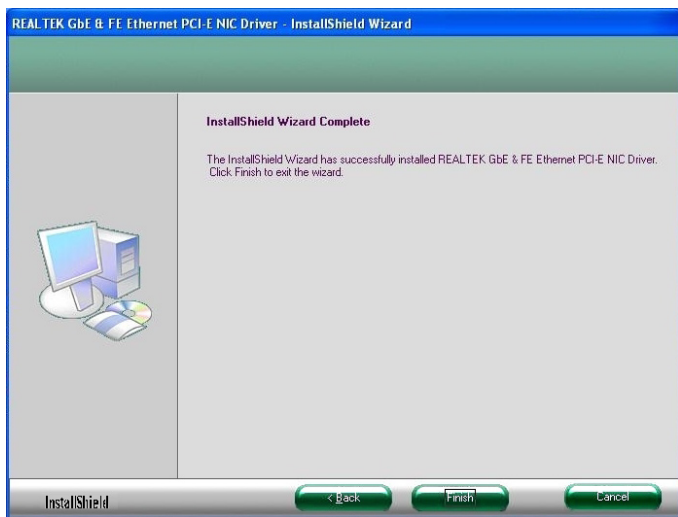 REALTEK GbE & FE Ethernet PCI-E NIC Driver - InstallShield Wizard
InstallShield Wizard Complete
The InstallShield Wizard has successfully installed REALTEK GbE & FE Ethernet PCI-E NIC Driver.
Click Finish to exit the wizard.
InstallShield
< Back
Finish
Cancel